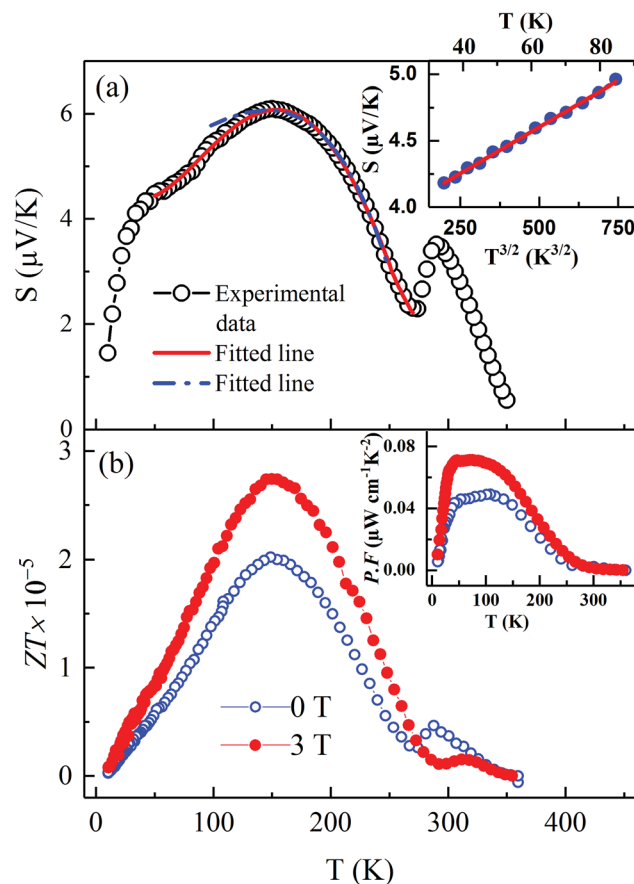 T (K)
40 60 80
(a)
5.0
4.5
4.0
S (μV/K)
250 500 750
T^3/2 (K^3/2)
6
4
2
0
S (μV/K)
Experimental
data
Fitted line
Fitted line
(b)
0.08
0.04
0.00
P.F (μW cm-1K-2)
0 100 200 300
T (K)
3
2
1
0
ZT× 10−5
0 T
3 T
0 100 200 300 400
T (K)